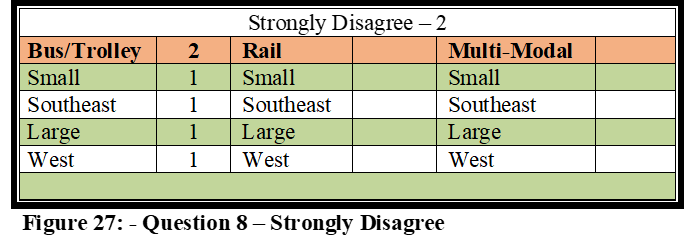 Strongly Disagree – 2
Bus/Trolley 2 Rail Multi-Modal
Small 1 Small Small
Southeast 1 Southeast Southeast
Large 1 Large Large
West 1 West West
Figure 27: - Question 8 – Strongly Disagree